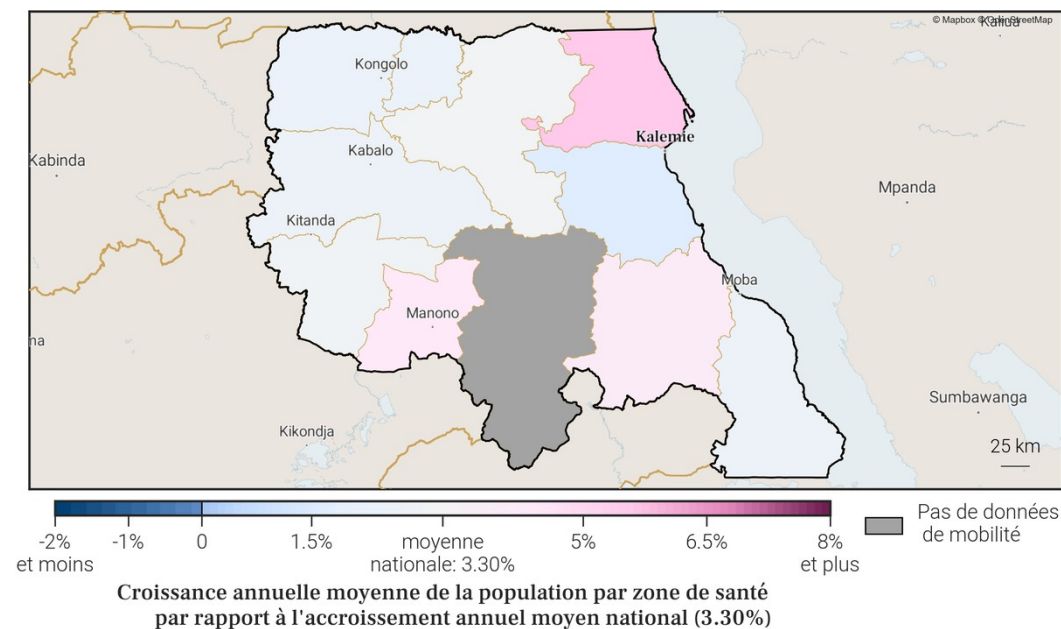 © Mapbox © OpenStreetMap
Kaliua
Kongolo
Kalemie
Kabalo
Kabinda
Mpanda
Kitanda
Moba
Manono
na
Sumbawanga
Kikondja
25 km
-2%
et moins
-1%
0
1.5%
moyenne
nationale: 3.30%
5%
6.5%
8%
et plus
Pas de données
de mobilité
Croissance annuelle moyenne de la population par zone de santé
par rapport à l'accroissement annuel moyen national (3.30%)